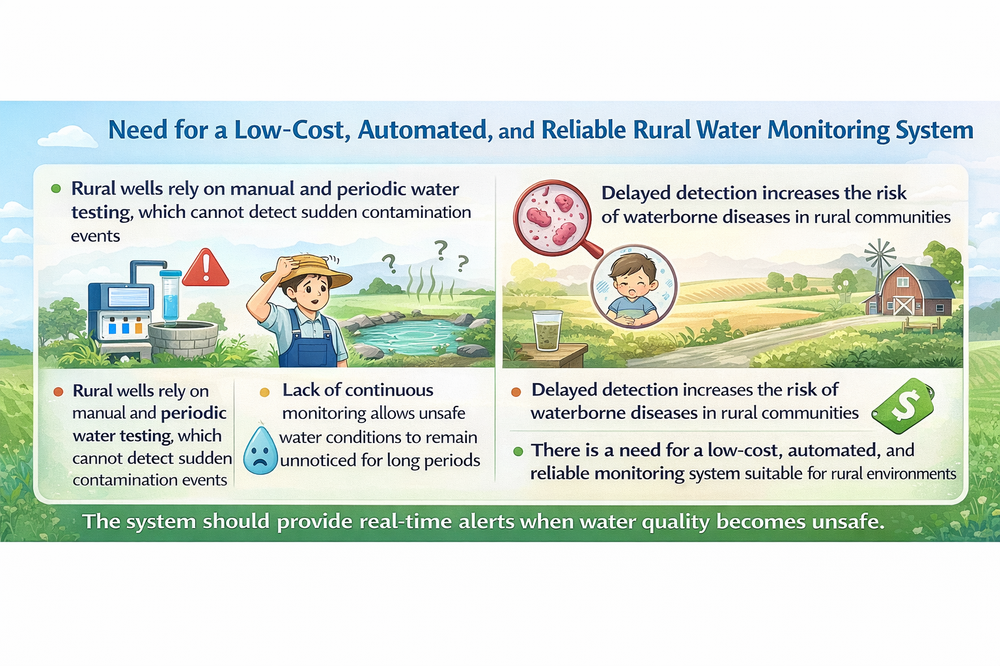 Need for a Low-Cost, Automated, and Reliable Rural Water Monitoring System
Rural wells rely on manual and periodic water
testing, which cannot detect sudden contamination
events
? ? ?
Delayed detection increases the risk
of waterborne diseases in rural communities
Rural wells rely on
manual and periodic
water testing, which
cannot detect sudden
contamination events
Lack of continuous
monitoring allows unsafe
water conditions to remain
unnoticed for long periods
Delayed detection increases the risk of
waterborne diseases in rural communities
$
There is a need for a low-cost, automated, and
reliable monitoring system suitable for rural environments
The system should provide real-time alerts when water quality becomes unsafe.